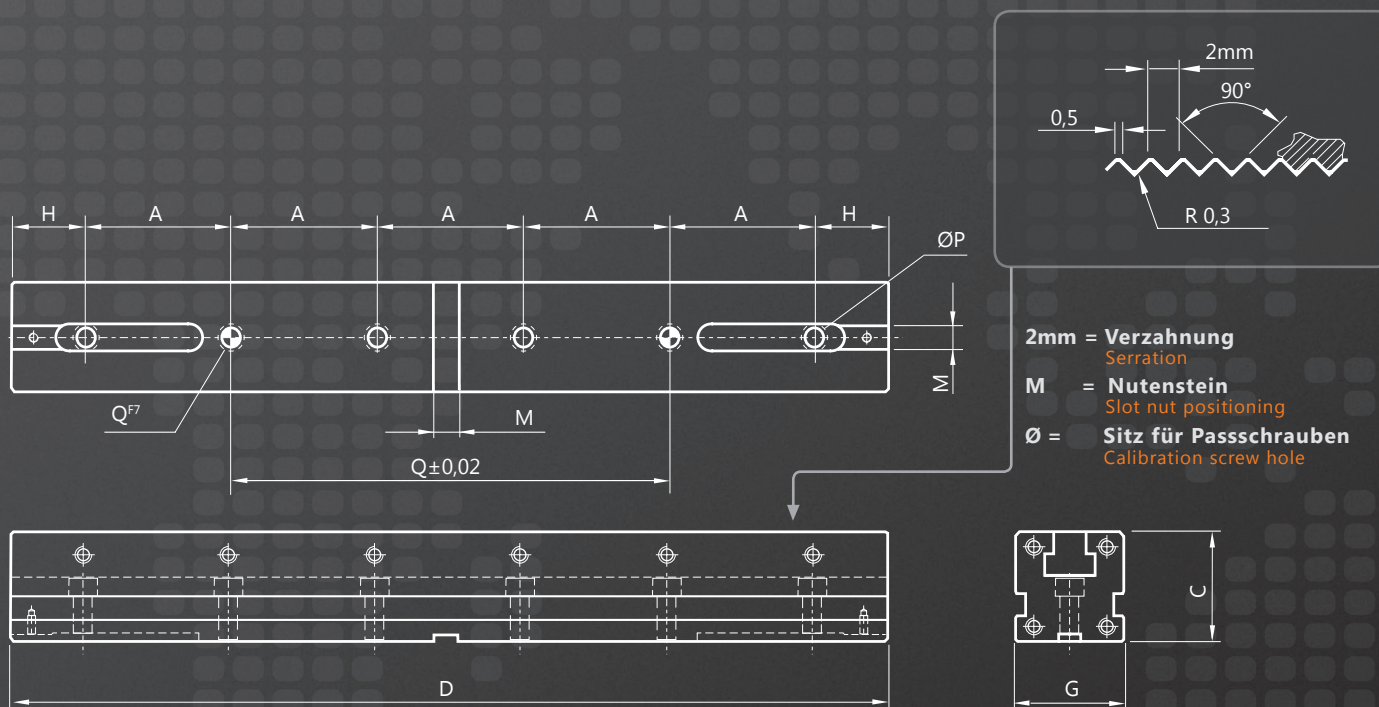 2mm
90°
0,5
R 0,3
H A A A A A H
ØP
M
Q F7
M
Q±0,02
2mm = Verzahnung
Serration
M = Nutenstein
Slot nut positioning
Ø = Sitz für Passschrauben
Calibration screw hole
C
D
G